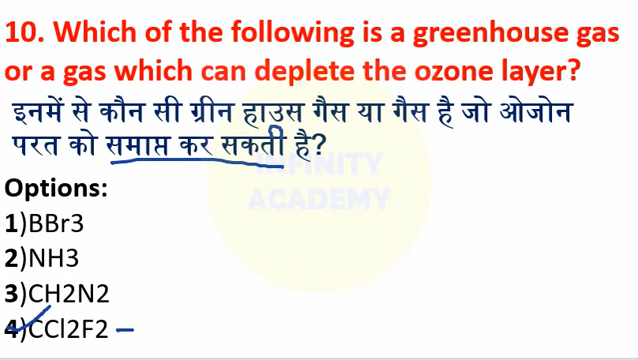 10. Which of the following is a greenhouse gas
or a gas which can deplete the ozone layer?
इनमें से कौन सी ग्रीन हाउस गैस या गैस है जो ओजोन
परत को समाप्त कर सकती है?
INFINITY
ACADEMY
Options:
1)BBr3
2)NH3
3)CH2N2
4)CCl2F2